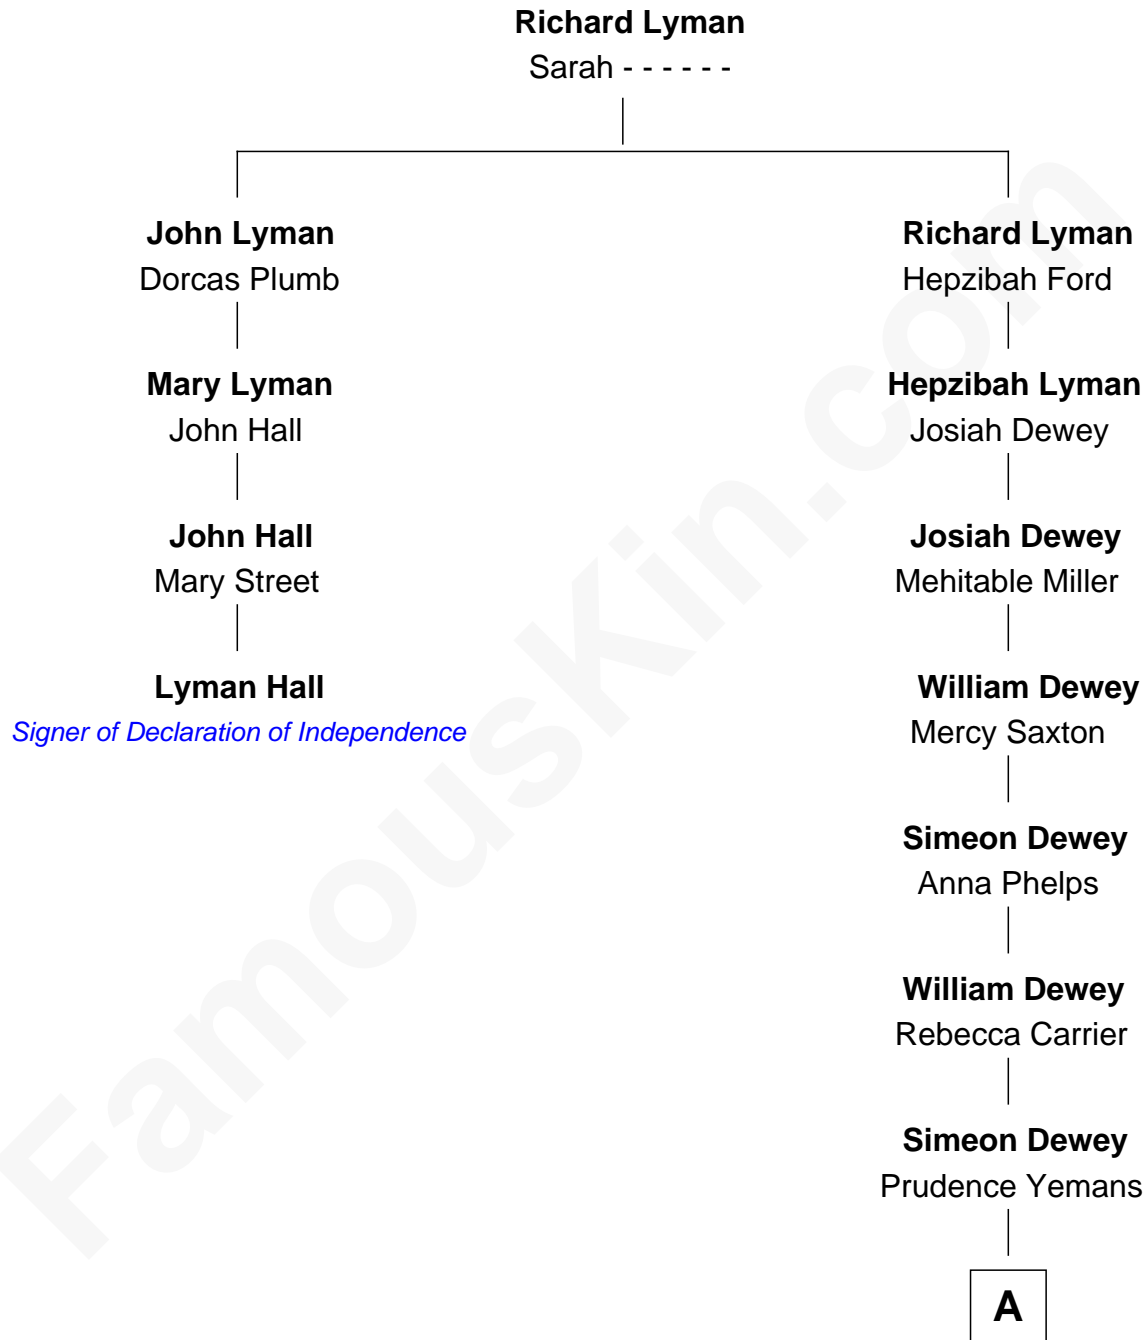 Richard Lyman
Sarah - - - - - -
John Lyman
Dorcas Plumb
Mary Lyman
John Hall
John Hall
Mary Street
Lyman Hall
Signer of Declaration of Independence
Richard Lyman
Hepzibah Ford
Hepzibah Lyman
Josiah Dewey
Josiah Dewey
Mehitable Miller
William Dewey
Mercy Saxton
Simeon Dewey
Anna Phelps
William Dewey
Rebecca Carrier
Simeon Dewey
Prudence Yemans
A
FamousKin.com